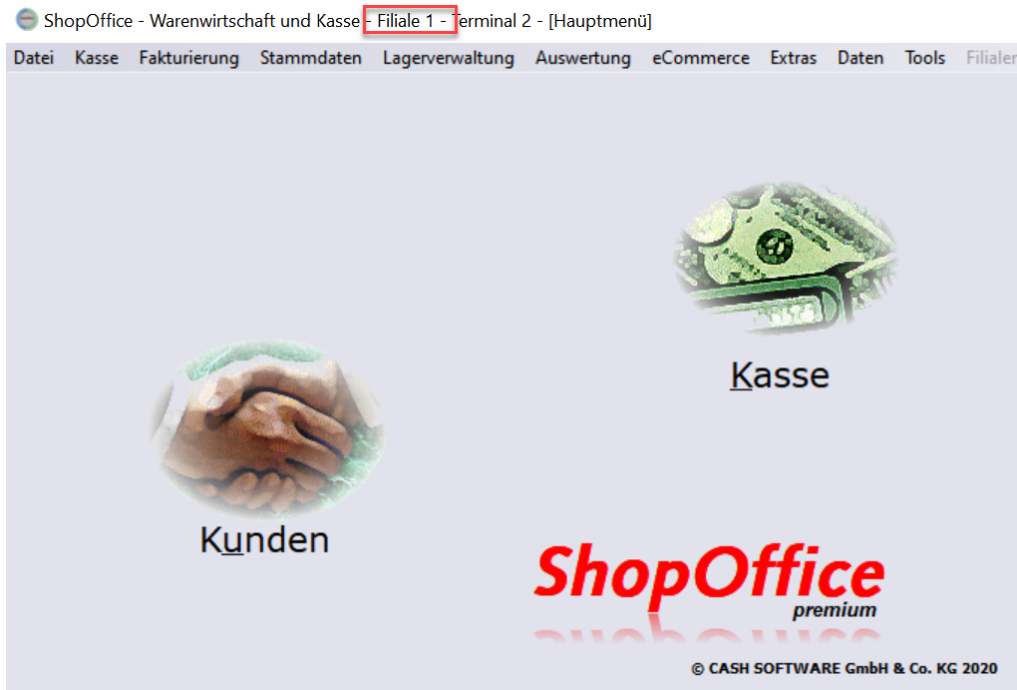 ShopOffice - Warenwirtschaft und Kasse - Filiale 1 - Terminal 2 - [Hauptmenü]
Datei Kasse Fakturierung Stammdaten Lagerverwaltung Auswertung eCommerce Extras Daten Tools Filialer
Kasse
Kunden
ShopOffice
premium
© CASH SOFTWARE GmbH & Co. KG 2020